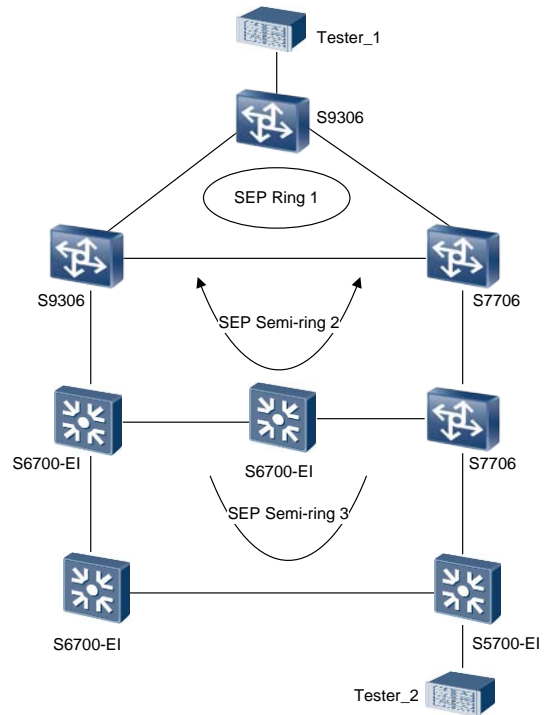 Tester_1
S9306
SEP Ring 1
S9306
S7706
SEP Semi-ring 2
S6700-EI
S6700-EI
S7706
SEP Semi-ring 3
S6700-EI
S5700-EI
Tester_2